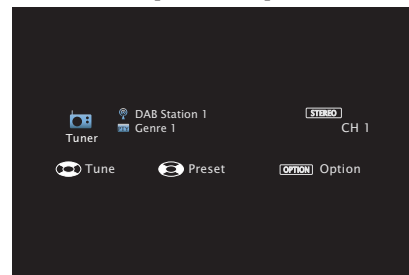 DAB Station 1
STEREO
Genre 1
CH 1
Tuner
Tune
Preset
OPTION Option